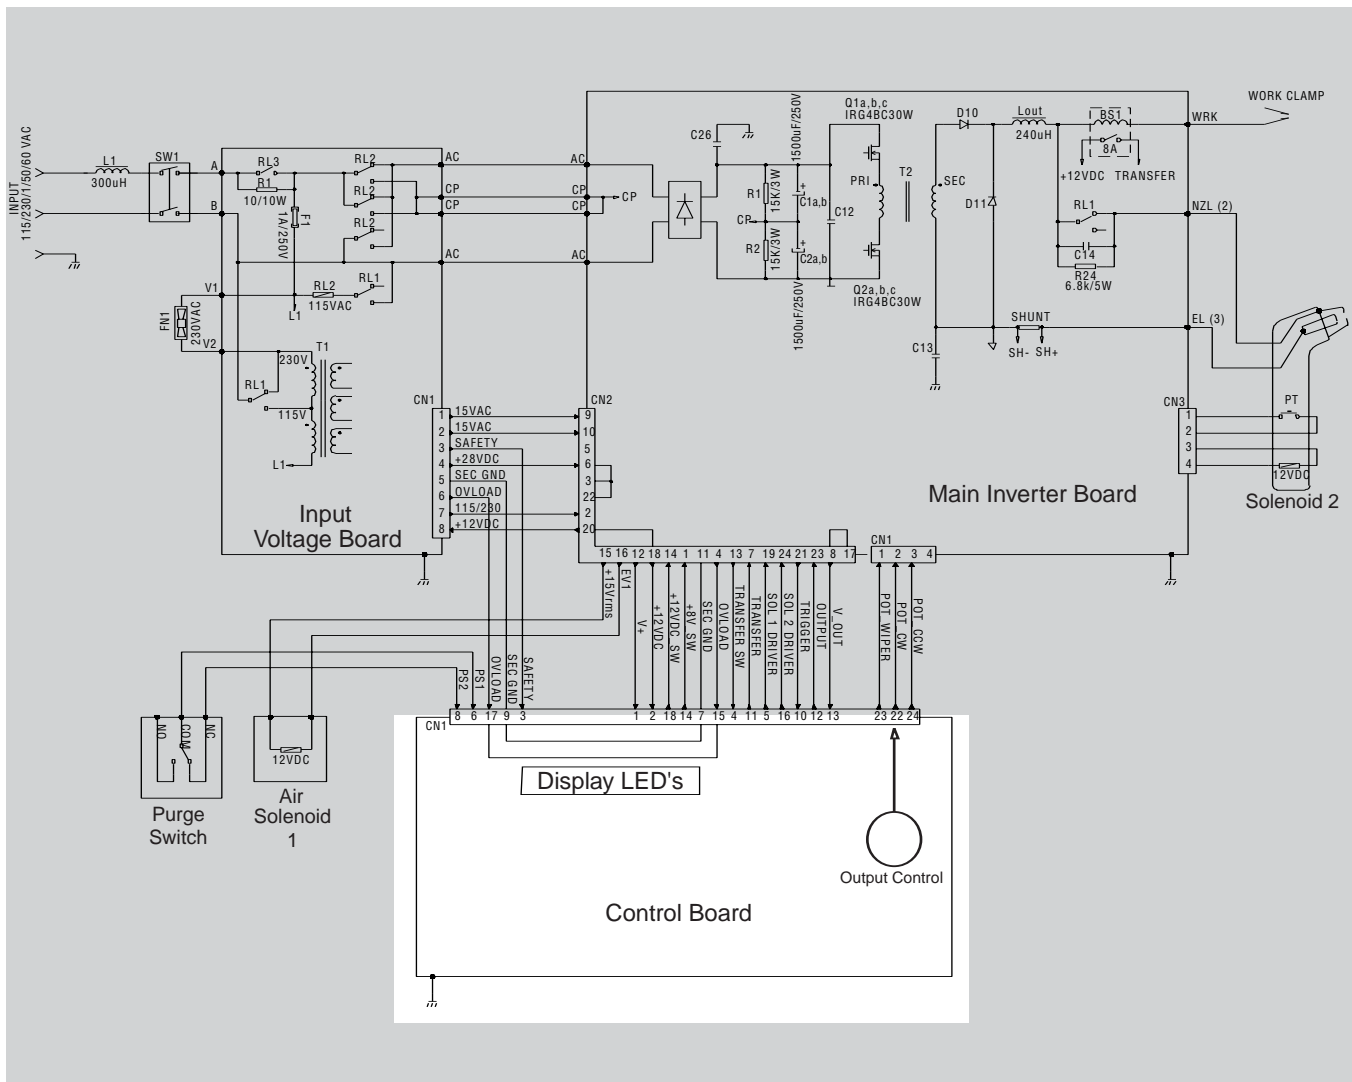 INPUT
115/230/1/50/60 VAC
L1
300uH
SW1
A
B
RL3
R1
10/10W
F1
1A/250V
L1
RL2
RL2
RL2
RL2
115VAC
RL1
V1
FN1
230VAC
V2
230V
T1
RL1
115V
L1
Input
Voltage Board
AC
CP
CP
AC
AC
CP
CP
AC
CP
C26
R1
15K/3W
CP
R2
15K/3W
1500uF/250V
+
C1a,b
+
C2a,b
1500uF/250V
C12
Q1a,b,c
IRG4BC30W
PRI
T2
SEC
Q2a,b,c
IRG4BC30W
D10
D11
Lout
240uH
BS1
8A
+12VDC TRANSFER
RL1
C14
R24
6.8k/5W
C13
SHUNT
SH- SH+
WRK
WORK CLAMP
NZL (2)
EL (3)
CN3
1
2
3
4
PT
12VDC
Solenoid 2
Main Inverter Board
CN1
1 15VAC
2 15VAC
3 SAFETY
4 +28VDC
5 SEC GND
6 OVLOAD
7 115/230
8 +12VDC
CN2
9
10
5
6
3
22
2
20
15 16 12 18 14 1 11 4 13 7 19 24 21 23 8 17
CN1
1 2 3 4
+15Vrms
EV1
V+
+12VDC
+12VDC SW
+8V SW
SEC GND
OVLOAD
TRANSFER SW
TRANSFER
SOL 1 DRIVER
SOL 2 DRIVER
TRIGGER
OUTPUT
V_OUT
POT_WIPER
POT_CW
POT_CCW
PS2
PS1
OVLOAD
SEC GND
SAFETY
CN1
8 6 17 9 3 1 2 18 14 7 15 4 11 5 16 10 12 13 23 22 24
NO
COM
NC
Purge
Switch
12VDC
Air
Solenoid
1
Display LED's
Output Control
Control Board